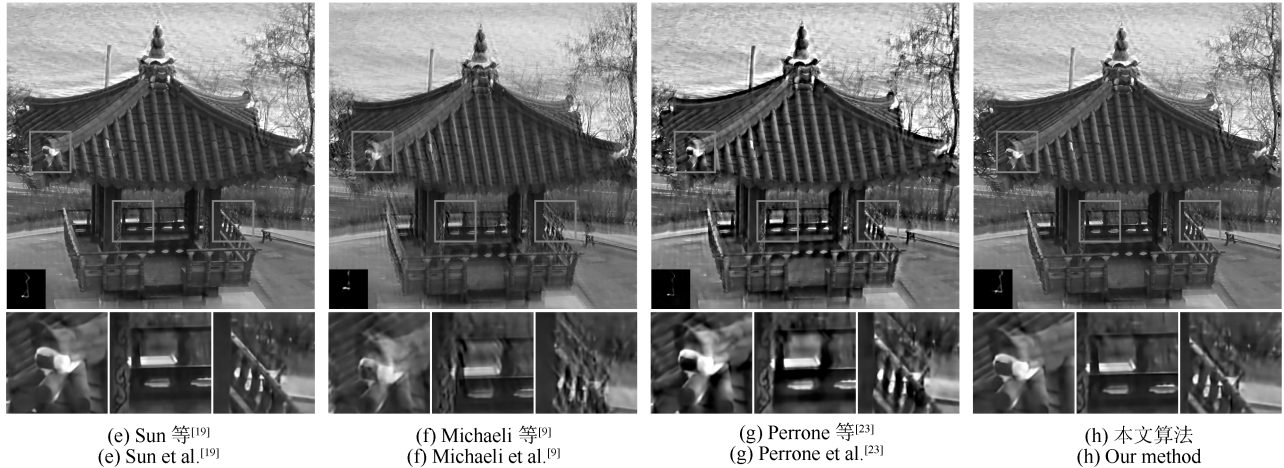 (e) Sun 等[19]
(e) Sun et al.[19]
(f) Michaeli 等[9]
(f) Michaeli et al.[9]
(g) Perrone 等[23]
(g) Perrone et al.[23]
(h) 本文算法
(h) Our method